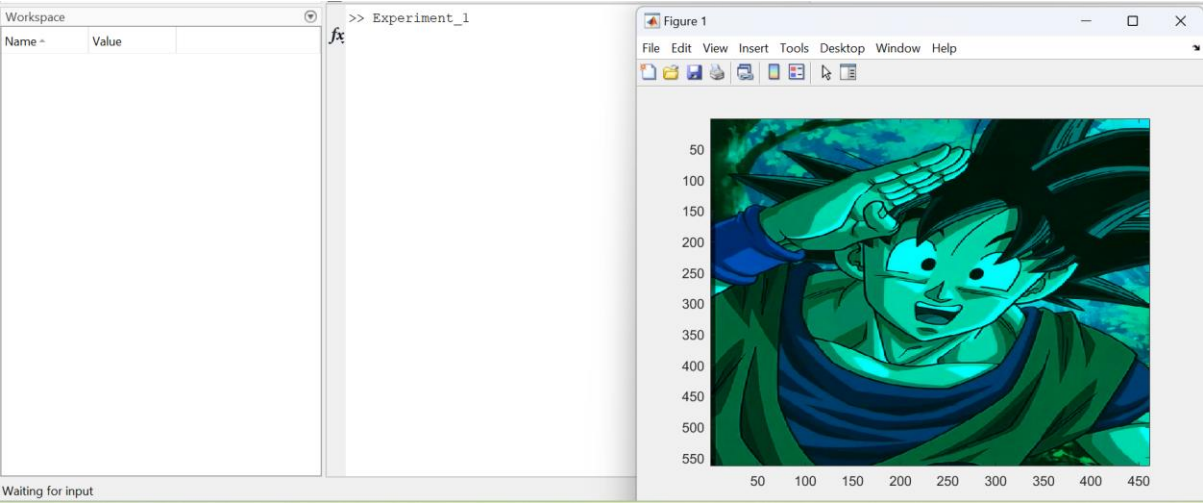 Workspace
Name Value
>> Experiment_1
fx
Figure 1
File Edit View Insert Tools Desktop Window Help
50
100
150
200
250
300
350
400
450
500
550
50 100 150 200 250 300 350 400 450
Waiting for input